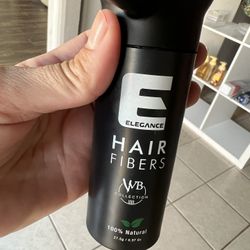 E
ELEGANCE
HAIR
FIBERS
WB
COLLECTION
100% Natural